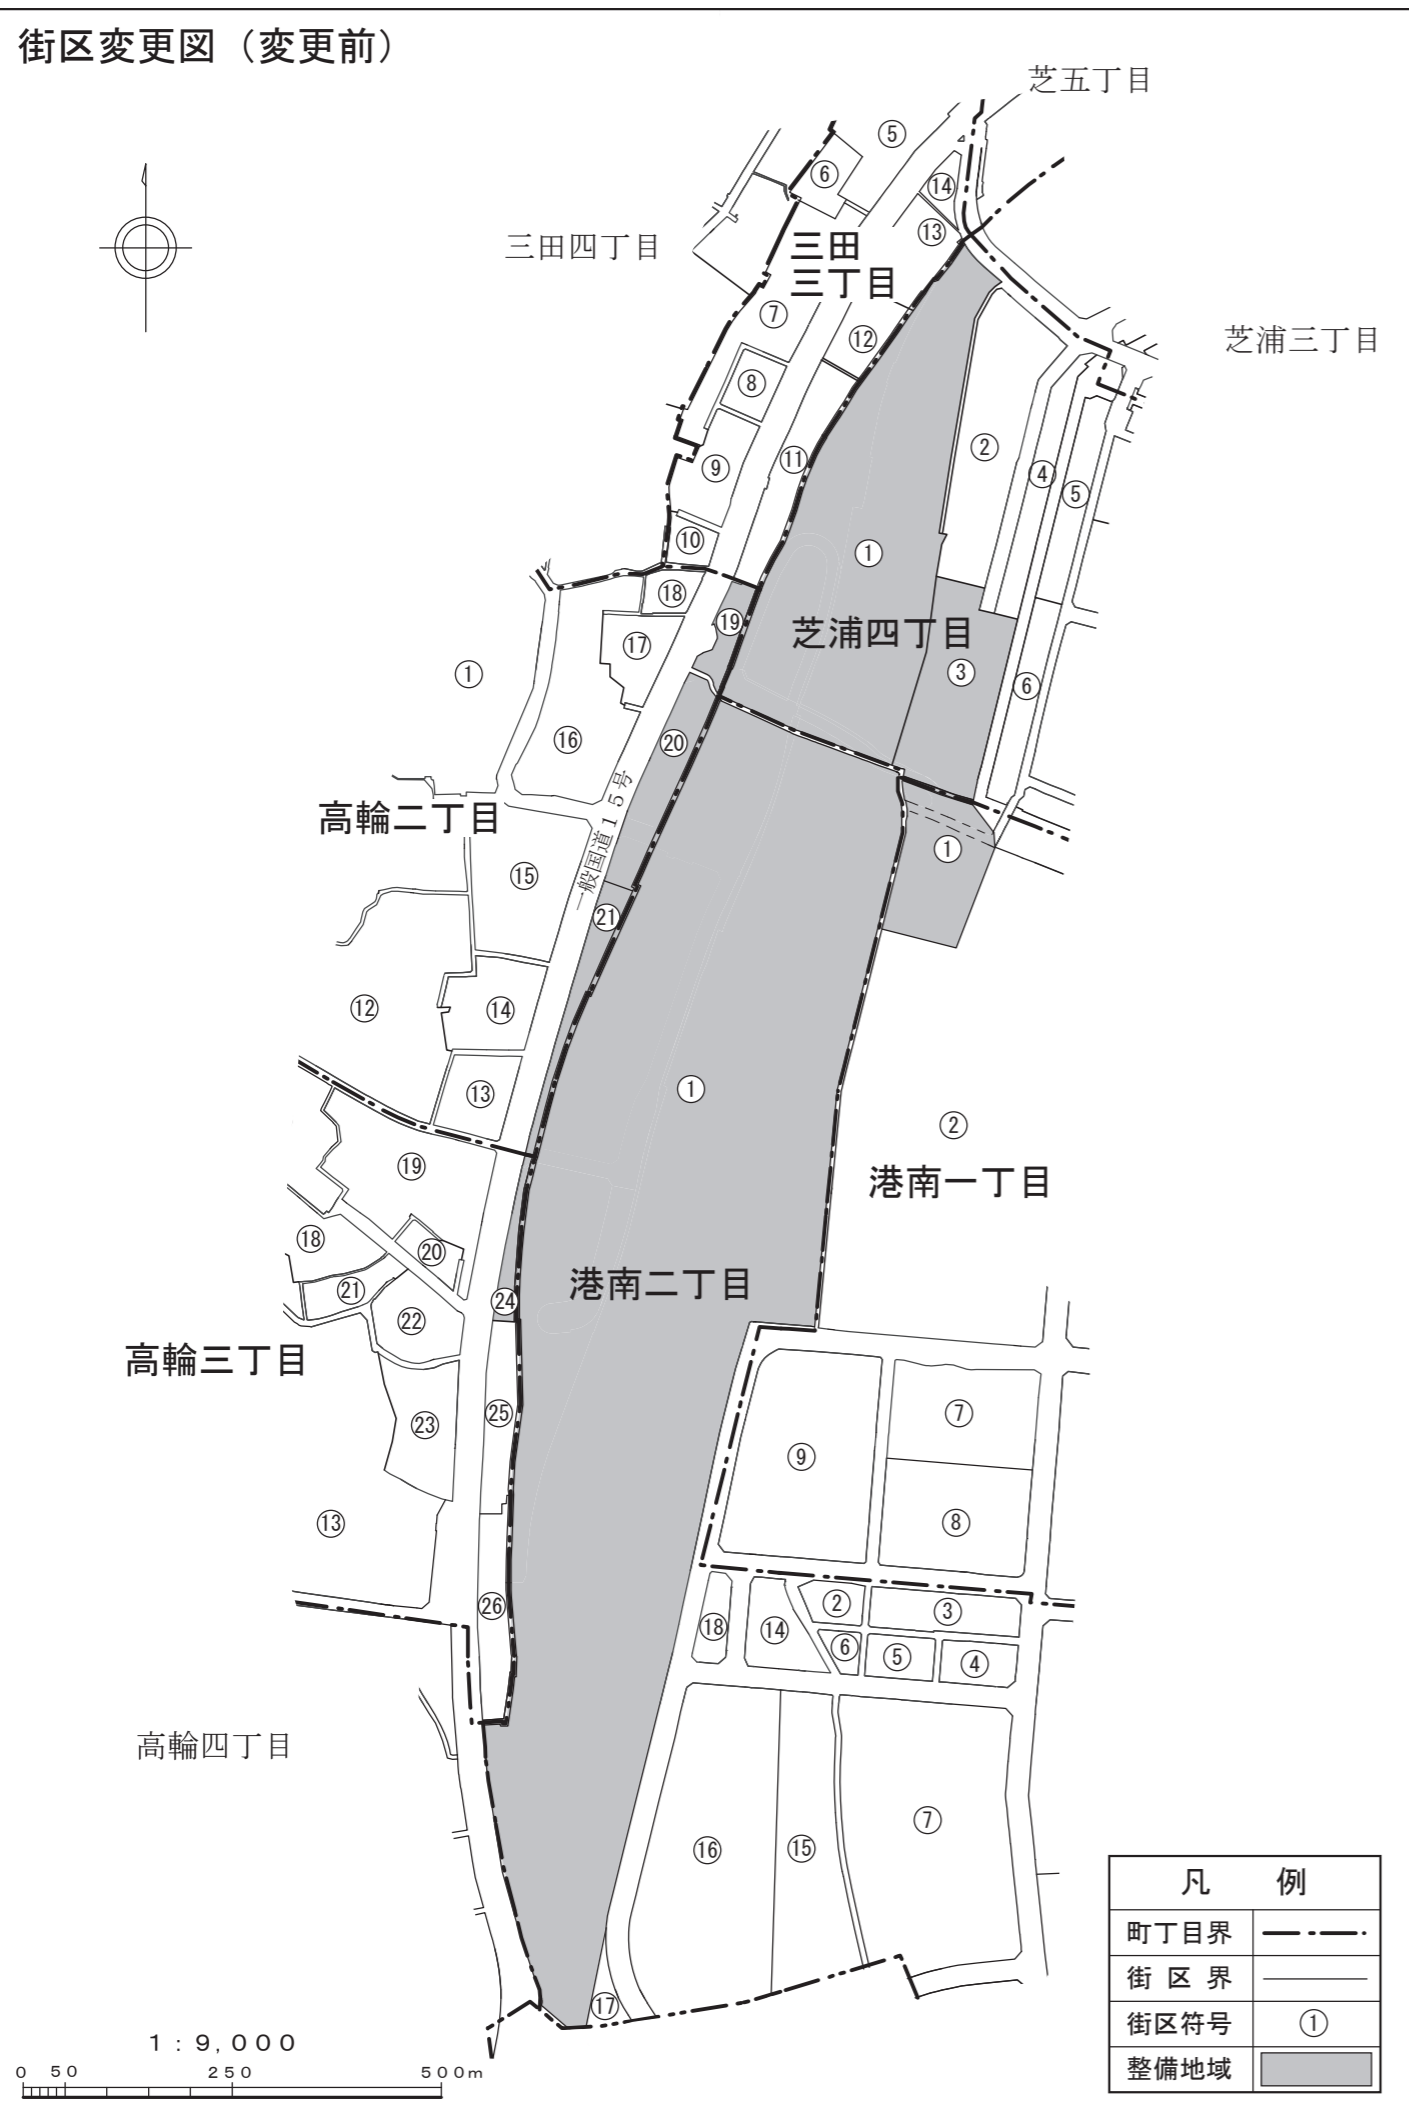 街区変更図（変更前）
芝五丁目
⑤
⑥
⑭
⑬
三田四丁目
三田
三丁目
⑦
⑫
芝浦三丁目
⑧
②
⑨
⑪
④
⑤
⑩
①
⑱
⑲
芝浦四丁目
⑰
①
③
⑥
⑯
⑳
一般国道１５号
高輪二丁目
①
⑮
㉑
⑫
⑭
⑬
①
②
港南一丁目
⑲
⑱
⑳
㉑
㉔
港南二丁目
㉒
高輪三丁目
㉓
㉕
⑦
⑨
⑬
⑧
㉖
②
③
⑱
⑭
⑥
⑤
④
高輪四丁目
⑯
⑮
⑦
⑰
凡 例
町丁目界
街 区 界
街区符号 ①
整備地域
1：9,000
0 50 250 500m